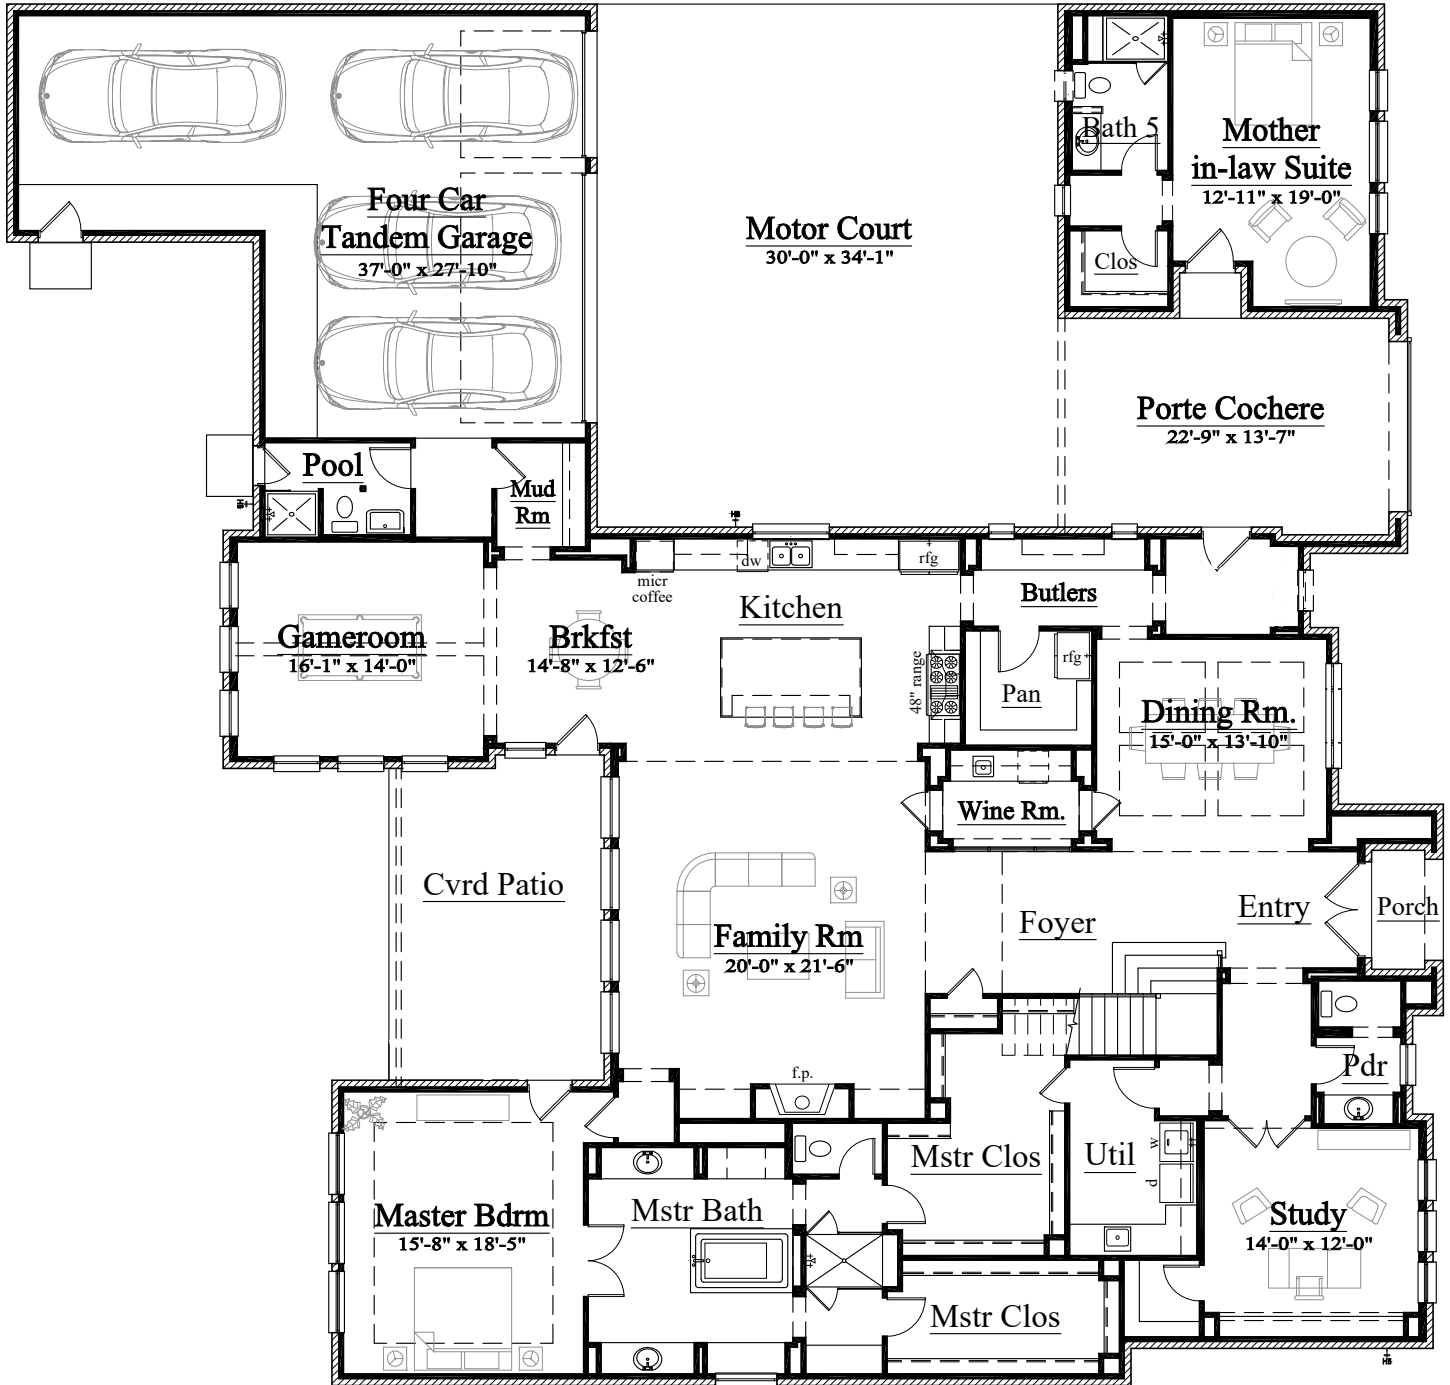 Bath 5
Mother
in-law Suite
12'-11" x 19'-0"
Four Car
Tandem Garage
37'-0" x 27'-10"
Motor Court
30'-0" x 34'-1"
Clos
Porte Cochere
22'-9" x 13'-7"
Pool
Mud
Rm
HB
HB
micr
coffee
dw
rfg
Kitchen
Butlers
Gameroom
16'-1" x 14'-0"
Brkfst
14'-8" x 12'-6"
48" range
rfg
Pan
Dining Rm.
15'-0" x 13'-10"
Wine Rm.
Cvrd Patio
Family Rm
20'-0" x 21'-6"
Foyer
Entry
Porch
f.p.
Pdr
Mstr Clos
Util
w
d
Master Bdrm
15'-8" x 18'-5"
Mstr Bath
Study
14'-0" x 12'-0"
Mstr Clos
HB